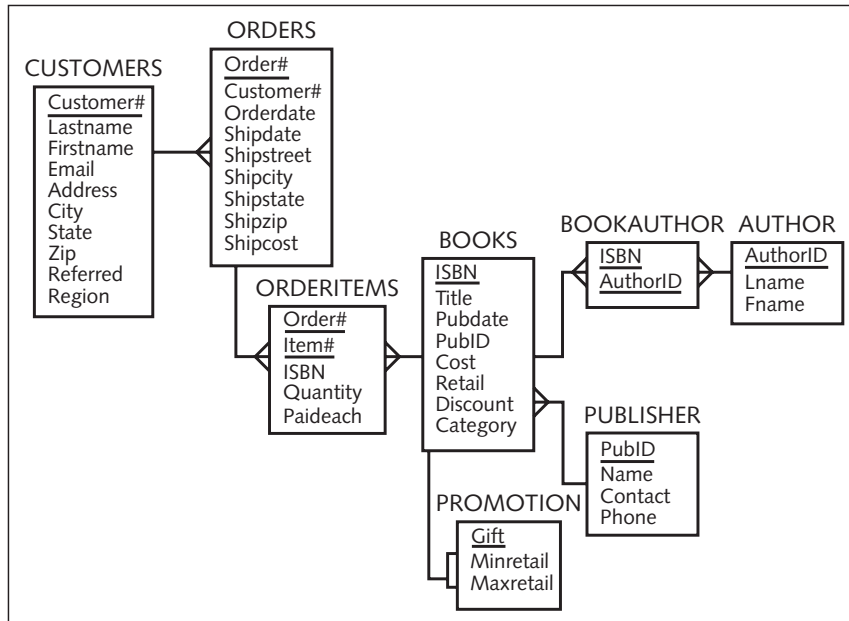 CUSTOMERS
Customer#
Lastname
Firstname
Email
Address
City
State
Zip
Referred
Region
ORDERS
Order#
Customer#
Orderdate
Shipdate
Shipstreet
Shipcity
Shipstate
Shipzip
Shipcost
ORDERITEMS
Order#
Item#
ISBN
Quantity
Paideach
BOOKS
ISBN
Title
Pubdate
PubID
Cost
Retail
Discount
Category
PROMOTION
Gift
Minretail
Maxretail
BOOKAUTHOR
ISBN
AuthorID
AUTHOR
AuthorID
Lname
Fname
PUBLISHER
PubID
Name
Contact
Phone